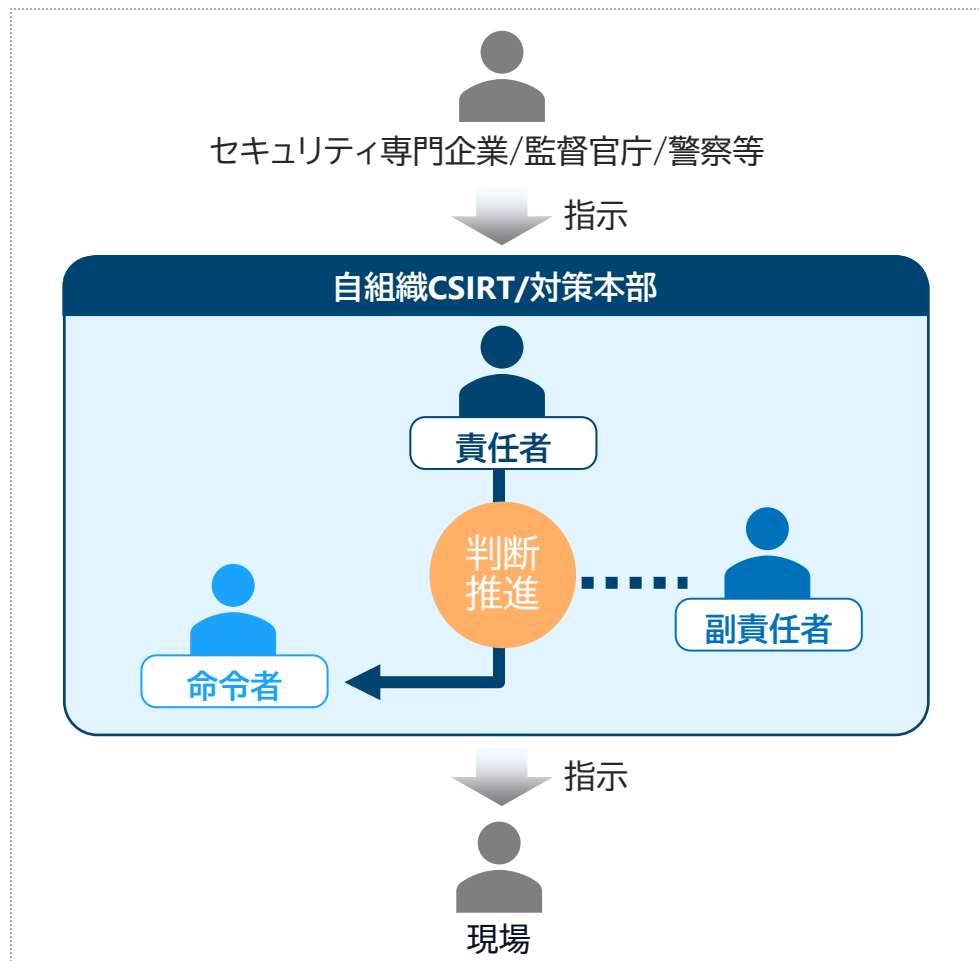 セキュリティ専門企業/監督官庁/警察等
指示
自組織CSIRT/対策本部
責任者
判断
推進
副責任者
命令者
指示
現場